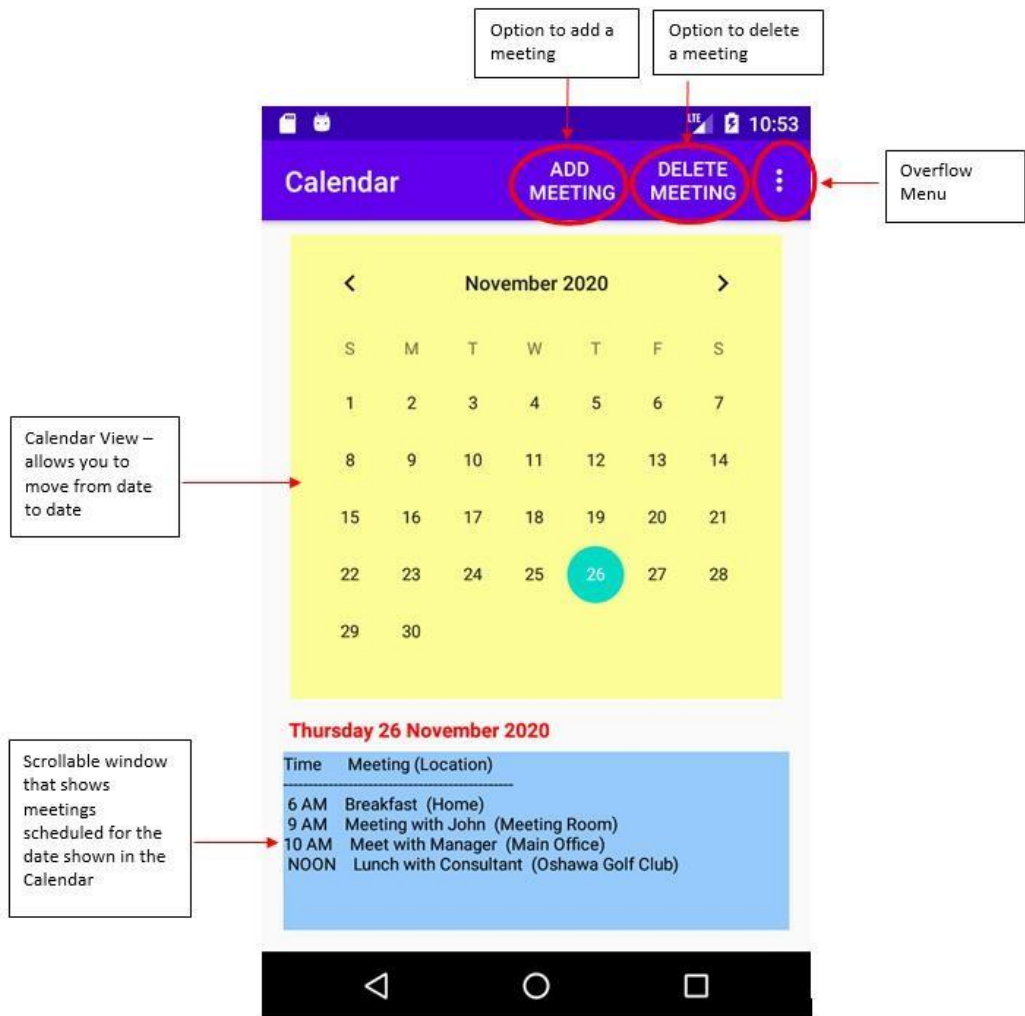 Option to add a
meeting
Option to delete
a meeting
LTE
10:53
Calendar
ADD
MEETING
DELETE
MEETING
Overflow
Menu
November 2020
S M T W T F S
1 2 3 4 5 6 7
8 9 10 11 12 13 14
15 16 17 18 19 20 21
22 23 24 25 26 27 28
29 30
Calendar View –
allows you to
move from date
to date
Thursday 26 November 2020
Scrollable window
that shows
meetings
scheduled for the
date shown in the
Calendar
Time Meeting (Location)
----------------------------------------------
6 AM Breakfast (Home)
9 AM Meeting with John (Meeting Room)
10 AM Meet with Manager (Main Office)
NOON Lunch with Consultant (Oshawa Golf Club)